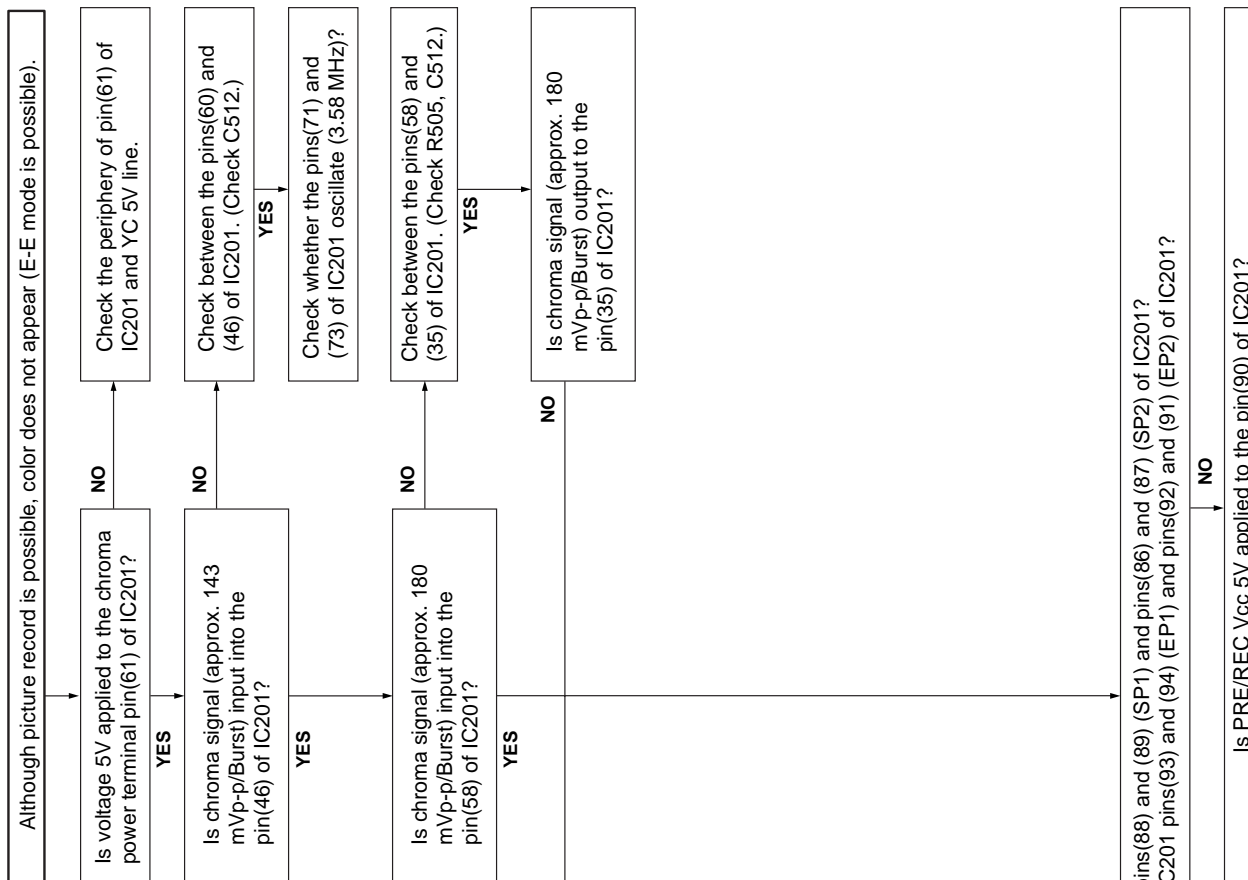 Although picture record is possible, color does not appear (E-E mode is possible).
Is voltage 5V applied to the chroma
power terminal pin(61) of IC201?
NO
Check the periphery of pin(61) of
IC201 and YC 5V line.
YES
Is chroma signal (approx. 143
mVp-p/Burst) input into the
pin(46) of IC201?
NO
Check between the pins(60) and
(46) of IC201. (Check C512.)
YES
Check whether the pins(71) and
(73) of IC201 oscillate (3.58 MHz)?
YES
Is chroma signal (approx. 180
mVp-p/Burst) input into the
pin(58) of IC201?
NO
Check between the pins(58) and
(35) of IC201. (Check R505, C512.)
YES
Is chroma signal (approx. 180
mVp-p/Burst) output to the
pin(35) of IC201?
NO
YES
ins(88) and (89) (SP1) and pins(86) and (87) (SP2) of IC201?
C201 pins(93) and (94) (EP1) and pins(92) and (91) (EP2) of IC201?
NO
Is PRE/REC Vcc 5V applied to the pin(90) of IC201?